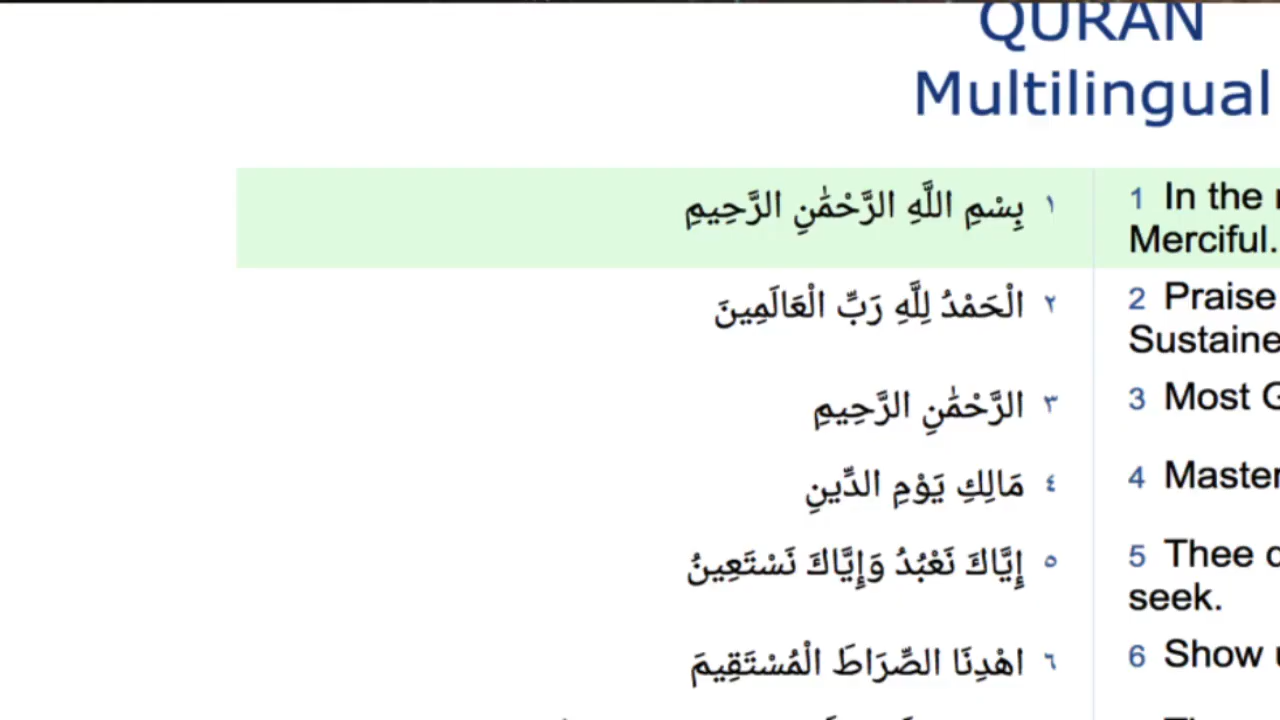 QURAN
Multilingual
١ بِسْمِ اللَّهِ الرَّحْمَٰنِ الرَّحِيمِ
1 In the
Merciful.
٢ الْحَمْدُ لِلَّهِ رَبِّ الْعَالَمِينَ
2 Praise
٣ الرَّحْمَٰنِ الرَّحِيمِ
3 Most
٤ مَالِكِ يَوْمِ الدِّينِ
4 Master
٥ إِيَّاكَ نَعْبُدُ وَإِيَّاكَ نَسْتَعِينُ
5 Thee
seek.
٦ اهْدِنَا الصِّرَاطَ الْمُسْتَقِيمَ
6 Show